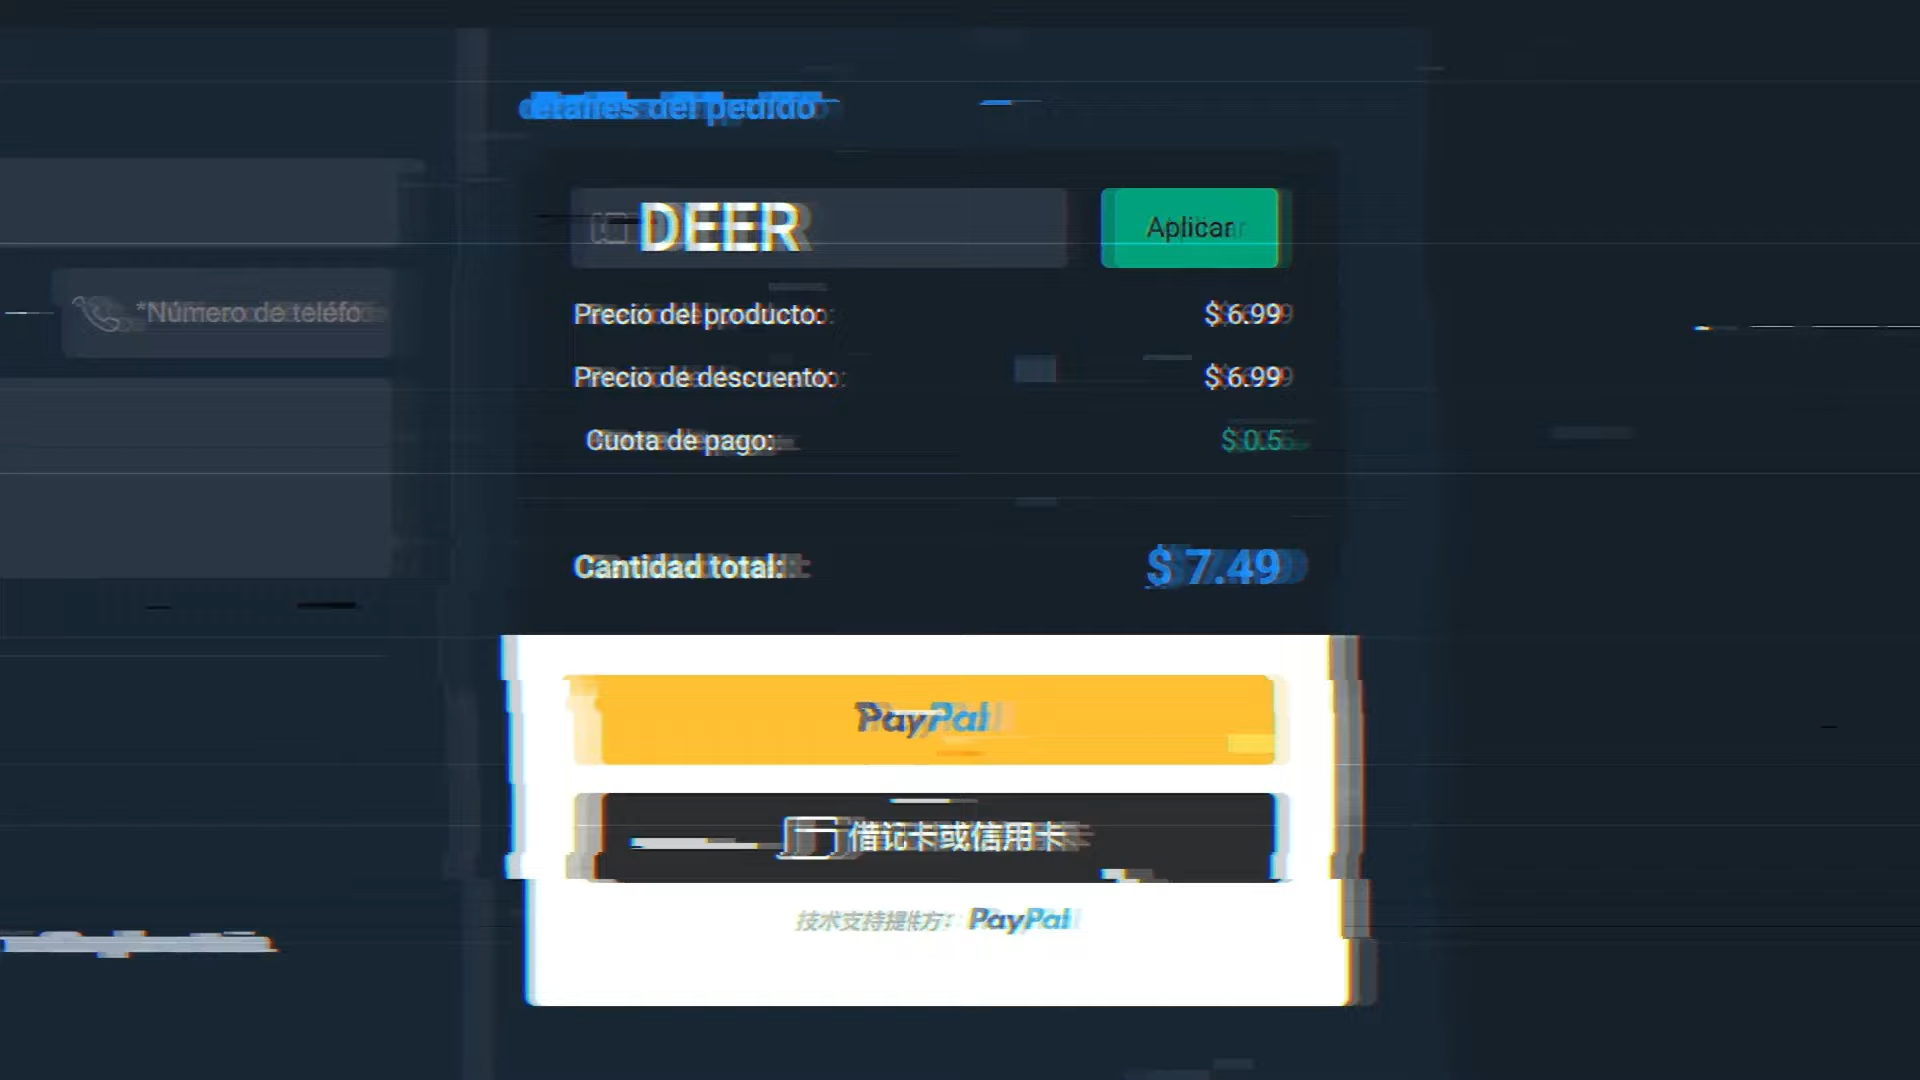 detalles del pedido
DEER
Aplicar
*Número de teléfo
Precio del producto: $ 6.99
Precio de descuento: $ 6.99
Cuota de pago: $ 0.5
Cantidad total: $ 7.49
PayPal
借记卡或信用卡
技术支持提供方: PayPal